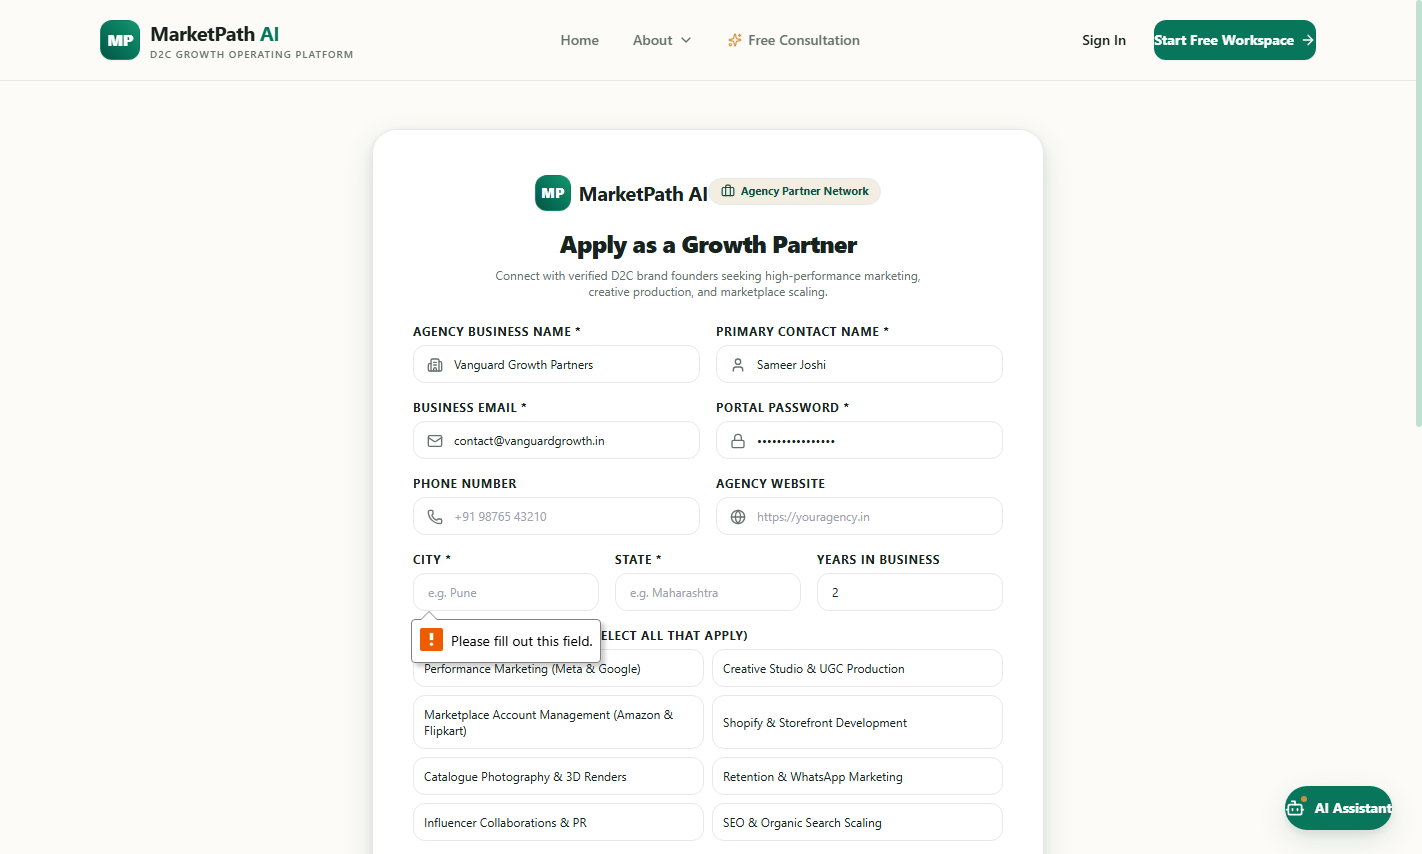 MP
MarketPath AI
D2C GROWTH OPERATING PLATFORM
Home
About
Free Consultation
Sign In
Start Free Workspace
MP
MarketPath AI
Agency Partner Network
Apply as a Growth Partner
Connect with verified D2C brand founders seeking high-performance marketing,
creative production, and marketplace scaling.
AGENCY BUSINESS NAME *
PRIMARY CONTACT NAME *
Vanguard Growth Partners
Sameer Joshi
BUSINESS EMAIL *
PORTAL PASSWORD *
contact@vanguardgrowth.in
••••••••••••••••
PHONE NUMBER
AGENCY WEBSITE
+91 98765 43210
https://youragency.in
CITY *
STATE *
YEARS IN BUSINESS
e.g. Pune
e.g. Maharashtra
2
Please fill out this field.
ELECT ALL THAT APPLY)
Performance Marketing (Meta & Google)
Creative Studio & UGC Production
Marketplace Account Management (Amazon &
Flipkart)
Shopify & Storefront Development
Catalogue Photography & 3D Renders
Retention & WhatsApp Marketing
Influencer Collaborations & PR
SEO & Organic Search Scaling
AI Assistant